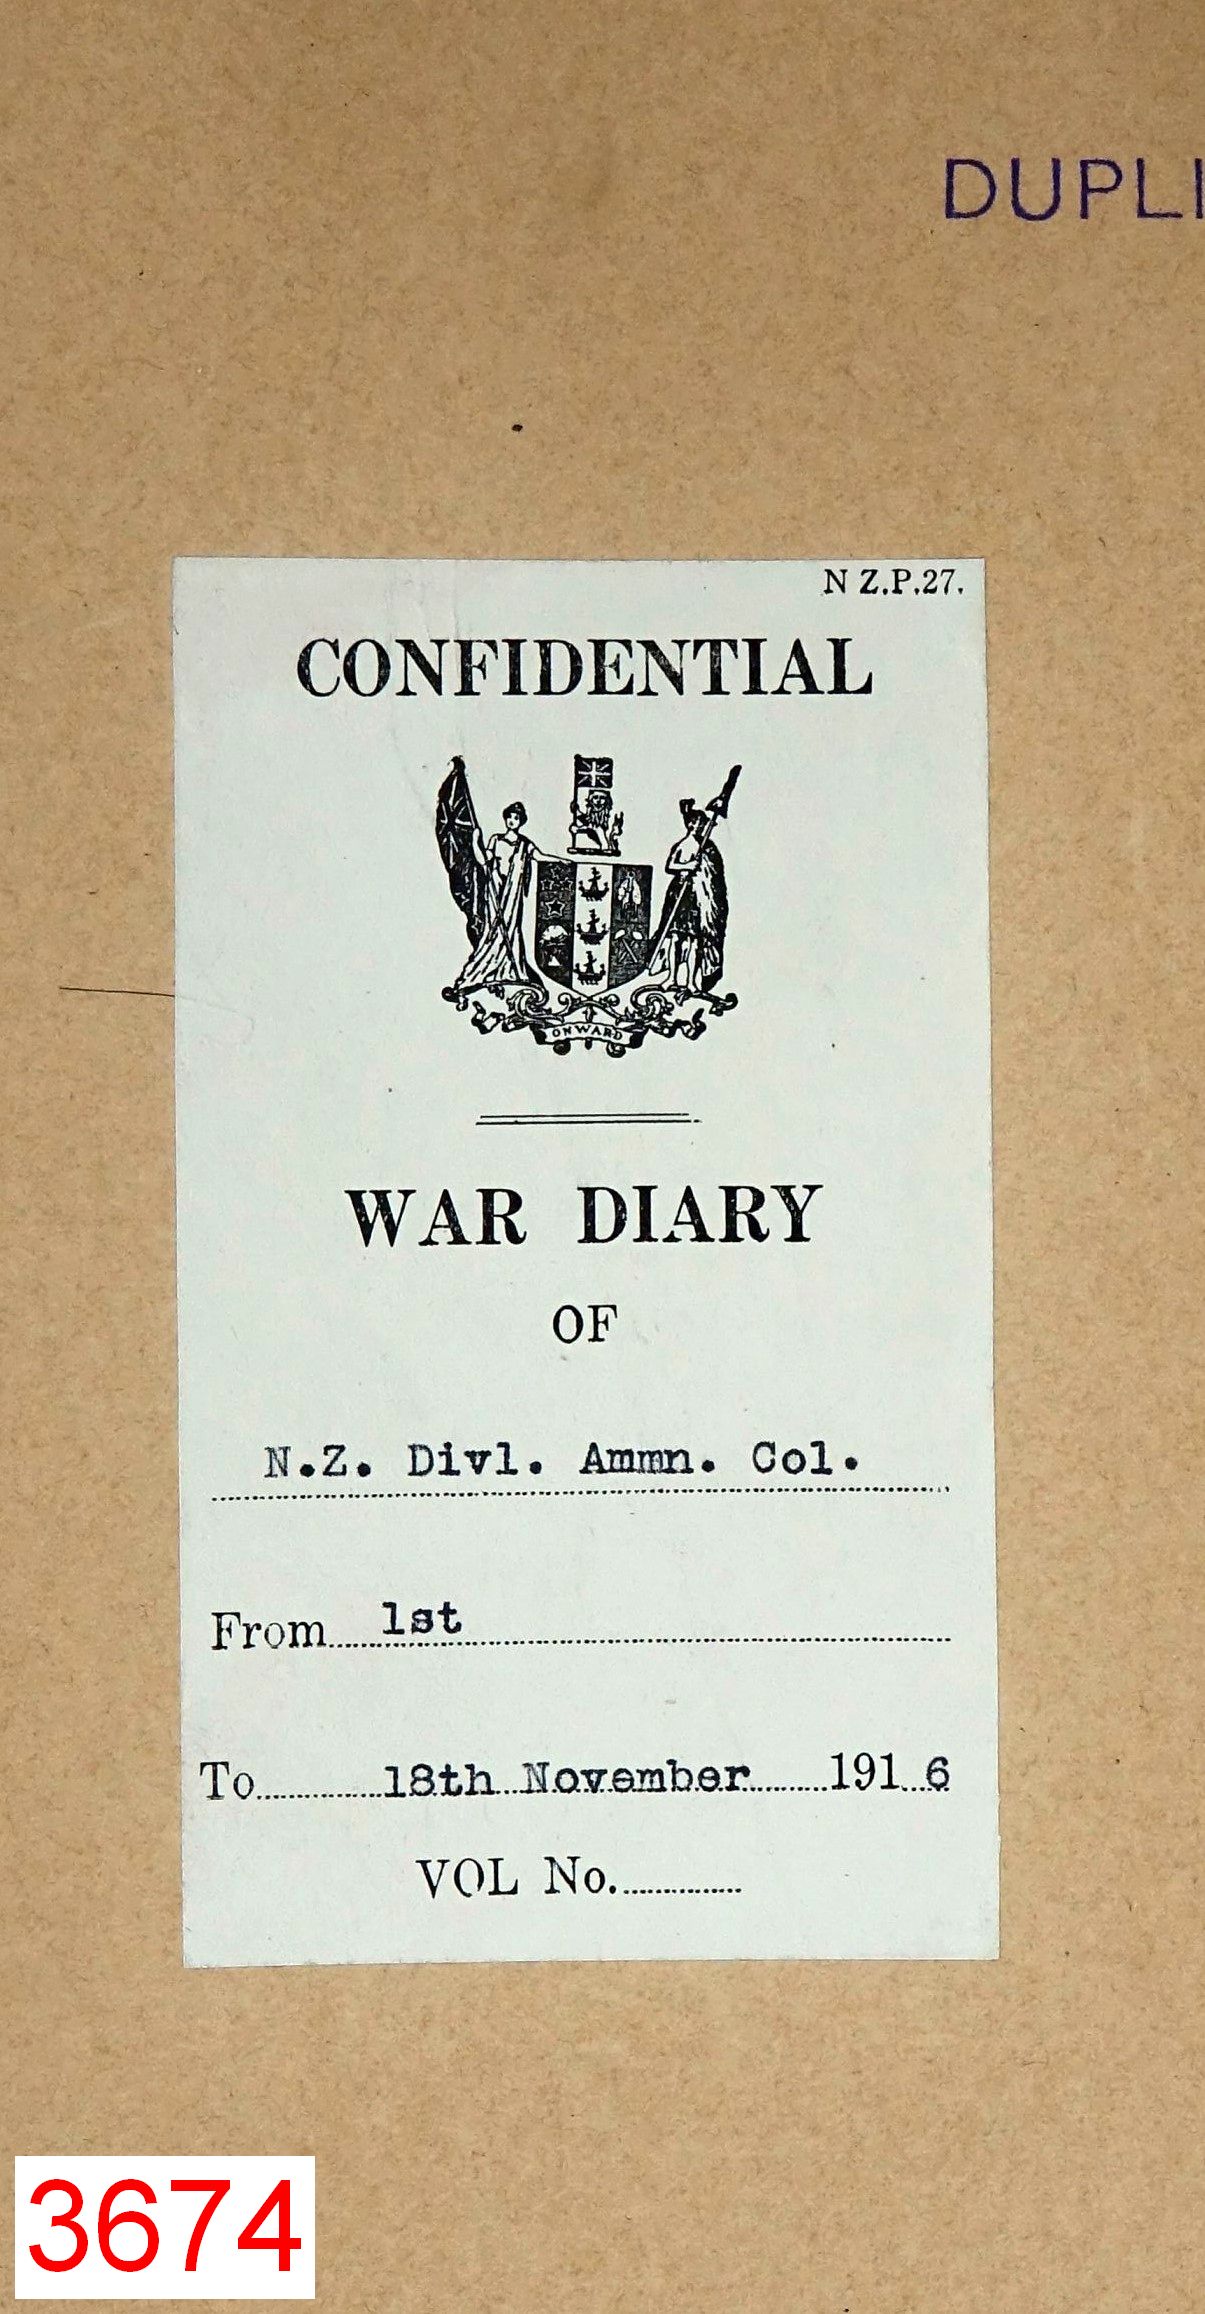 DUPLI
N Z.P.27.
CONFIDENTIAL
ONWARD
WAR DIARY
OF
N.Z. Divl. Ammn. Col.
From 1st
To 18th November 1916
VOL No.
3674